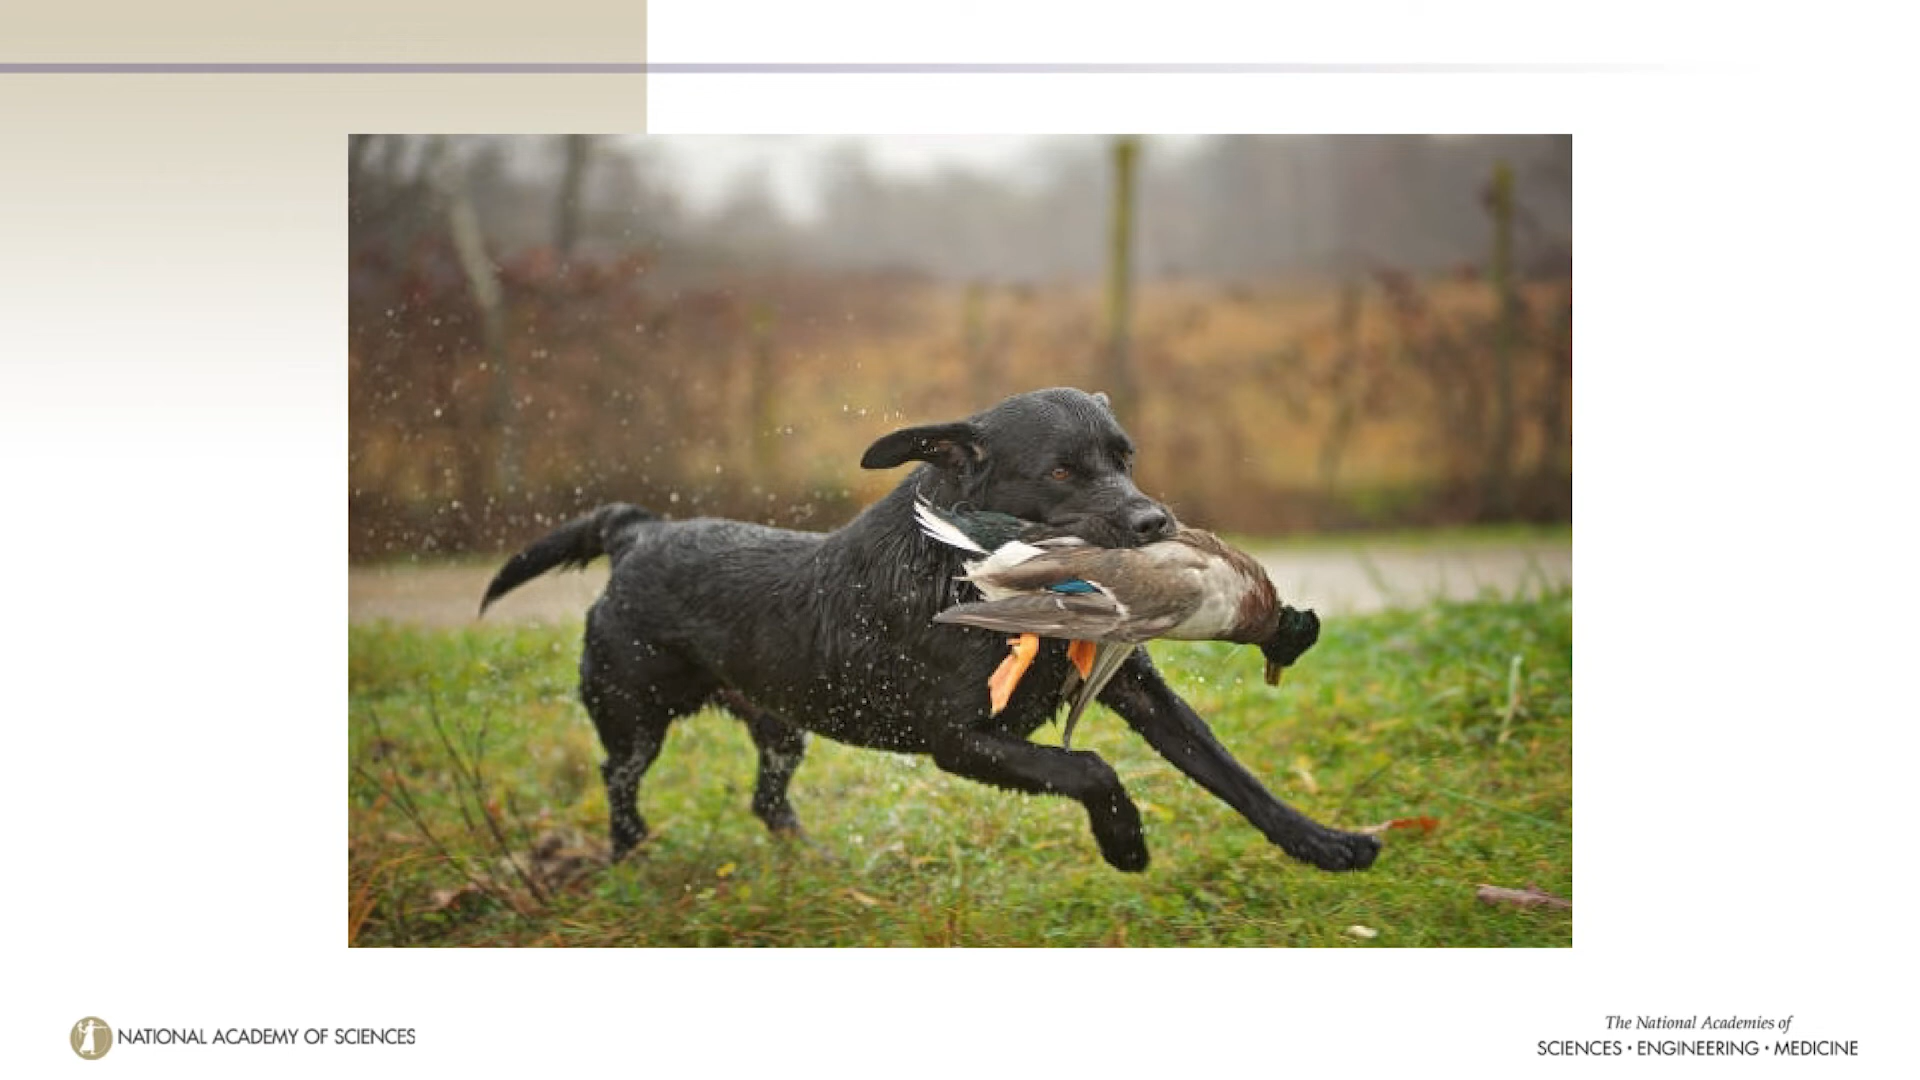 NATIONAL ACADEMY OF SCIENCES
The National Academies of
SCIENCES · ENGINEERING · MEDICINE